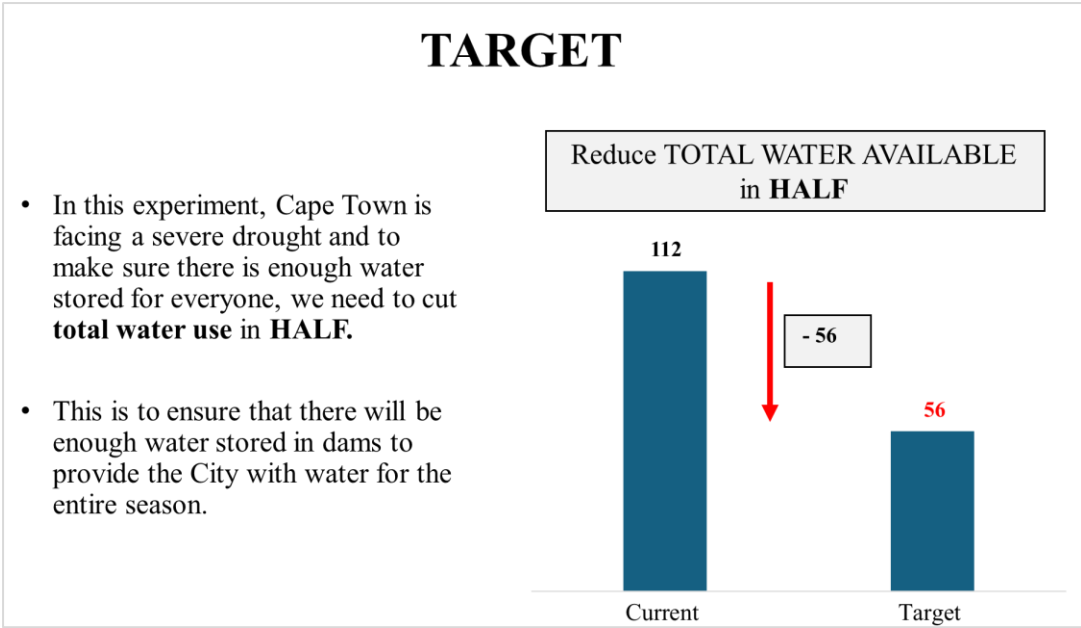 TARGET
• In this experiment, Cape Town is
facing a severe drought and to
make sure there is enough water
stored for everyone, we need to cut
total water use in HALF.
• This is to ensure that there will be
enough water stored in dams to
provide the City with water for the
entire season.
Reduce TOTAL WATER AVAILABLE
in HALF
112
- 56
56
Current
Target